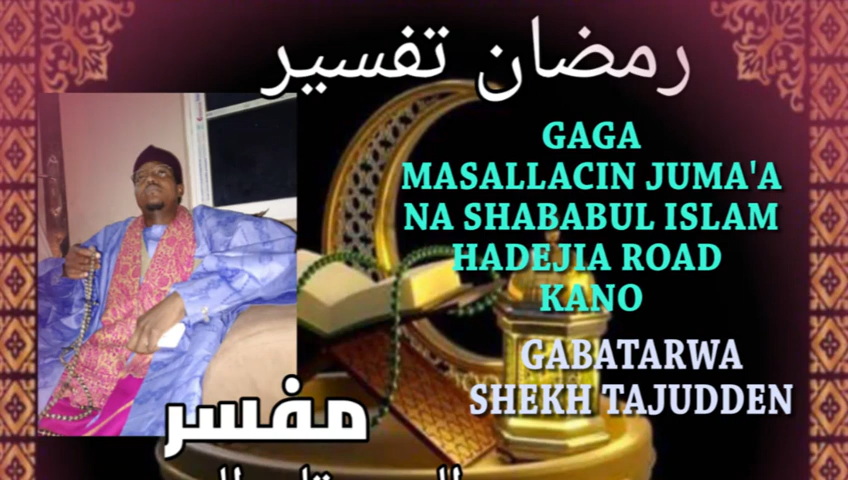 رمضان تفسير
GAGA
MASALLACIN JUMA'A
NA SHABABUL ISLAM
HADEJIA ROAD
KANO
GABATARWA
SHEKH TAJUDDEN
مفسر